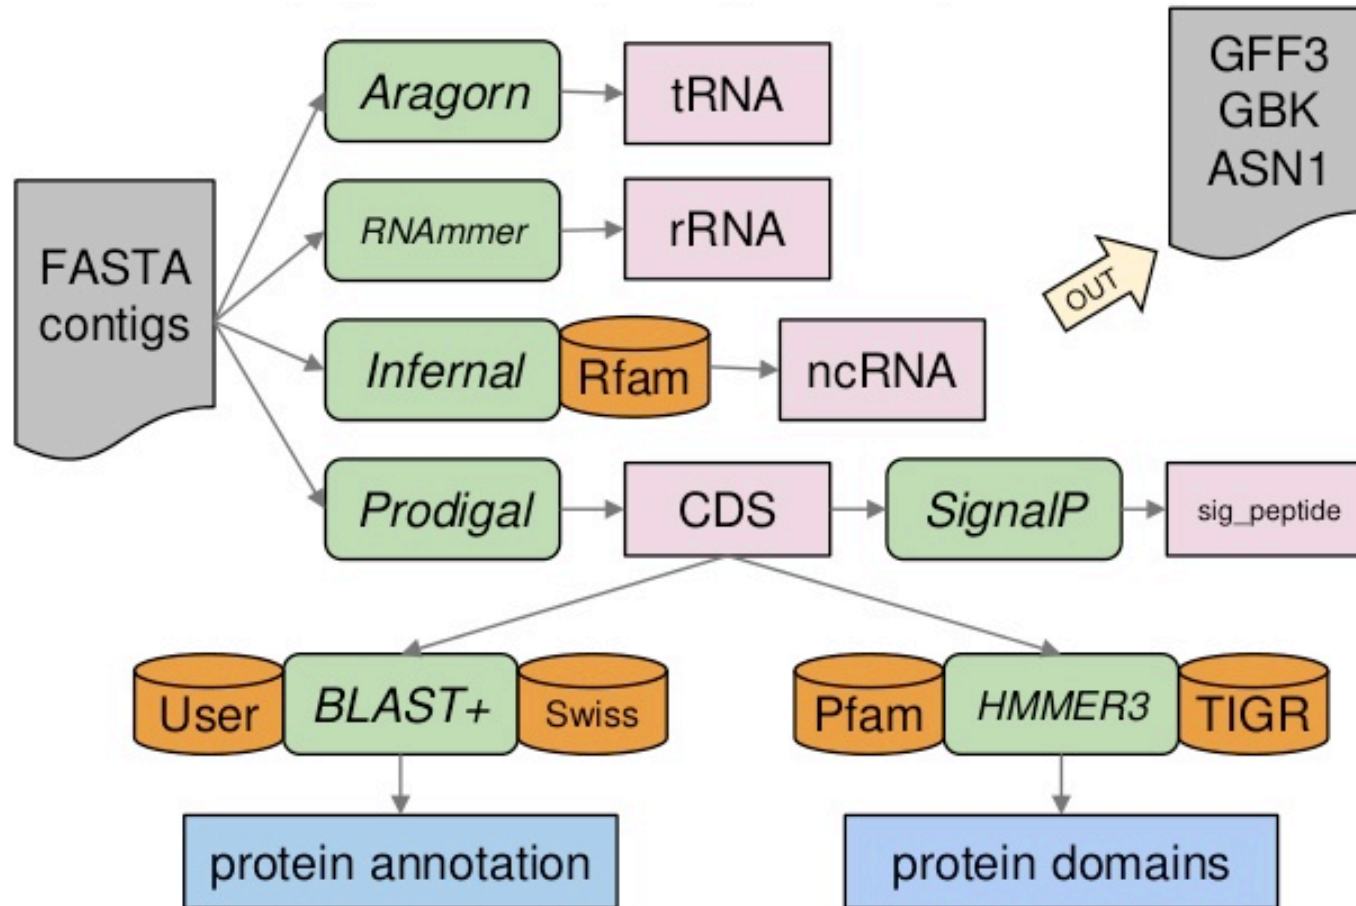 GFF3
GBK
ASN1
Aragorn
tRNA
RNAmmer
rRNA
OUT
FASTA
contigs
Infernal
Rfam
ncRNA
Prodigal
CDS
SignalP
sig_peptide
User
BLAST+
Swiss
Pfam
HMMER3
TIGR
protein annotation
protein domains